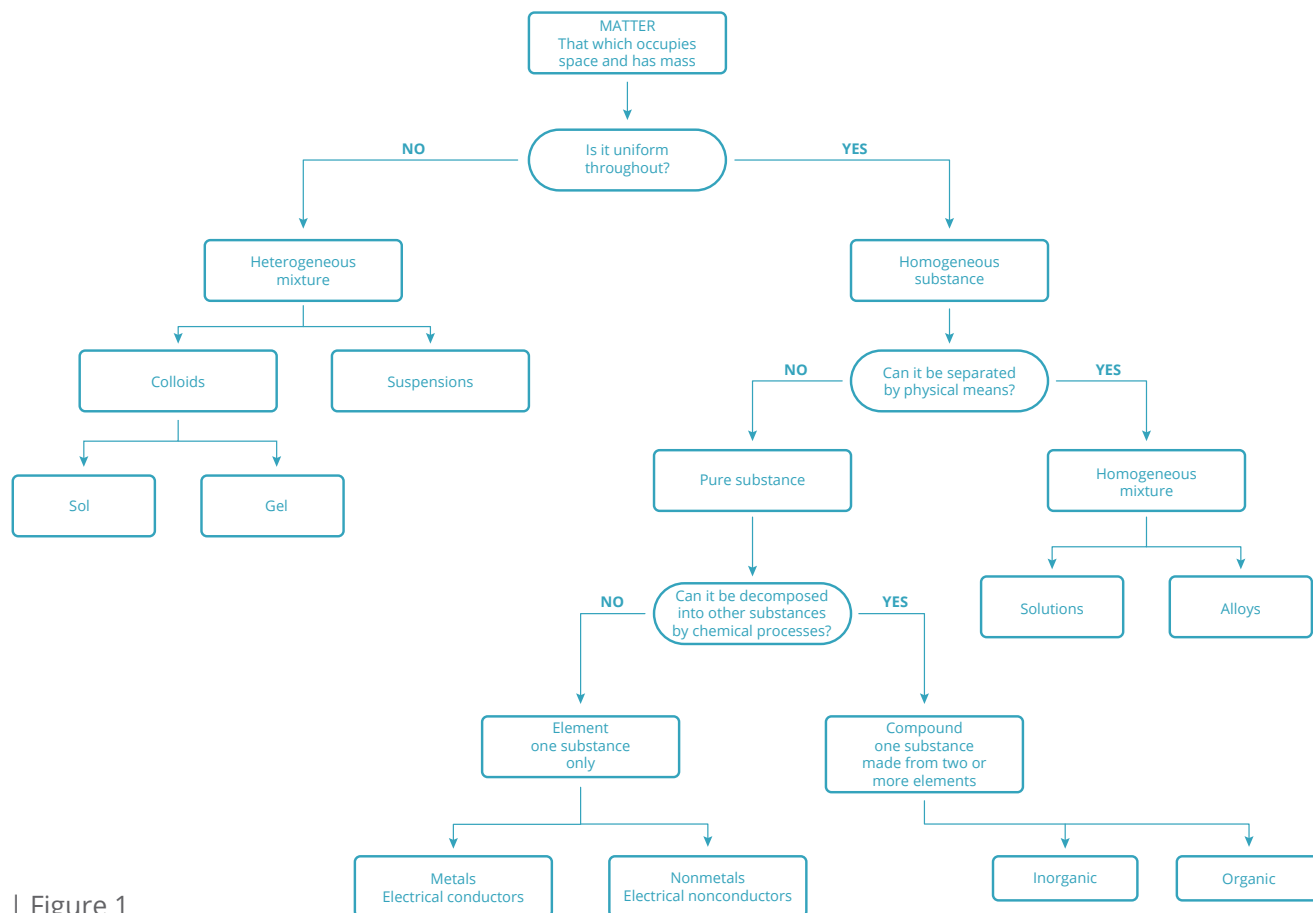 MATTER
That which occupies
space and has mass
Is it uniform
throughout?
NO
YES
Heterogeneous
mixture
Homogeneous
substance
Colloids
Suspensions
Can it be separated
by physical means?
NO
YES
Sol
Gel
Pure substance
Homogeneous
mixture
Can it be decomposed
into other substances
by chemical processes?
NO
YES
Solutions
Alloys
Element
one substance
only
Compound
one substance
made from two or
more elements
Metals
Electrical conductors
Nonmetals
Electrical nonconductors
Inorganic
Organic
| Figure 1